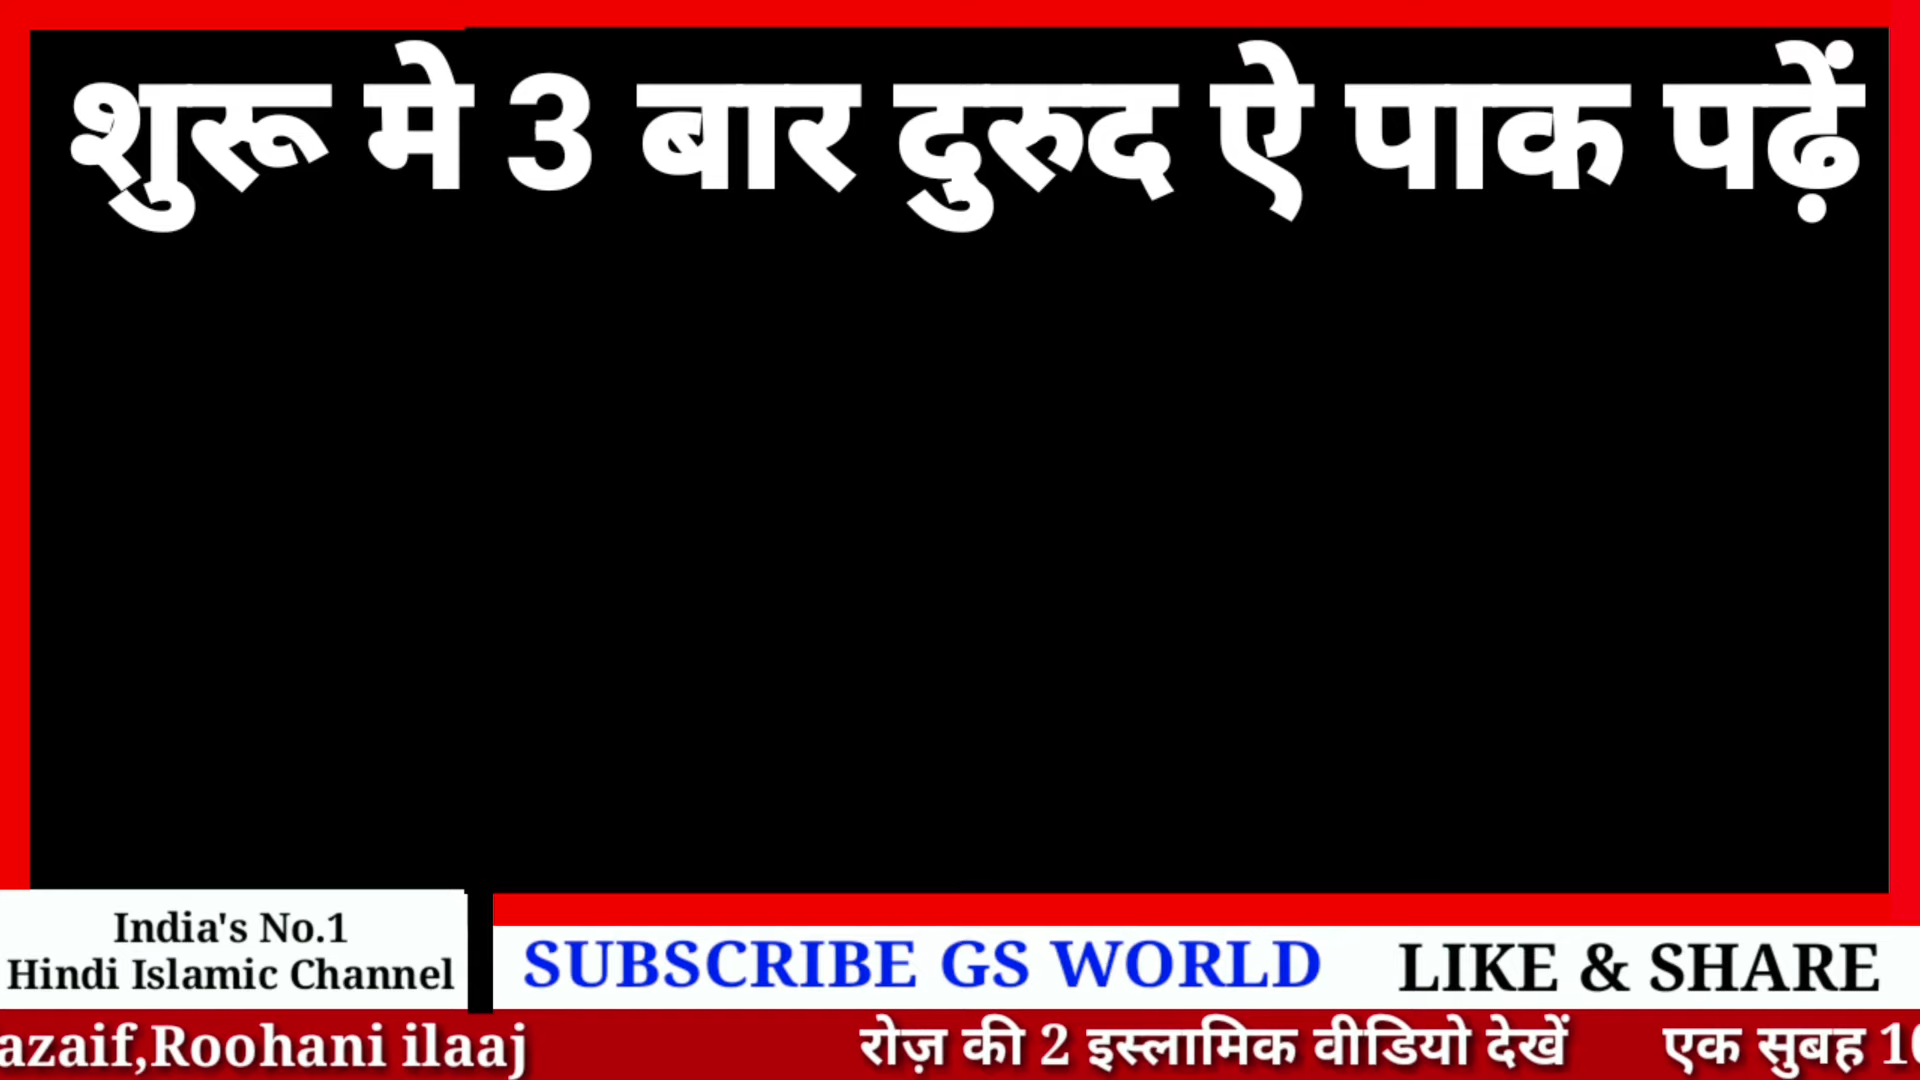 शुरू मे 3 बार दुरुद ऐ पाक पढ़ें
India's No.1
Hindi Islamic Channel
SUBSCRIBE GS WORLD
LIKE & SHARE
azaif,Roohani ilaaj
रोज़ की 2 इस्लामिक वीडियो देखें
एक सुबह